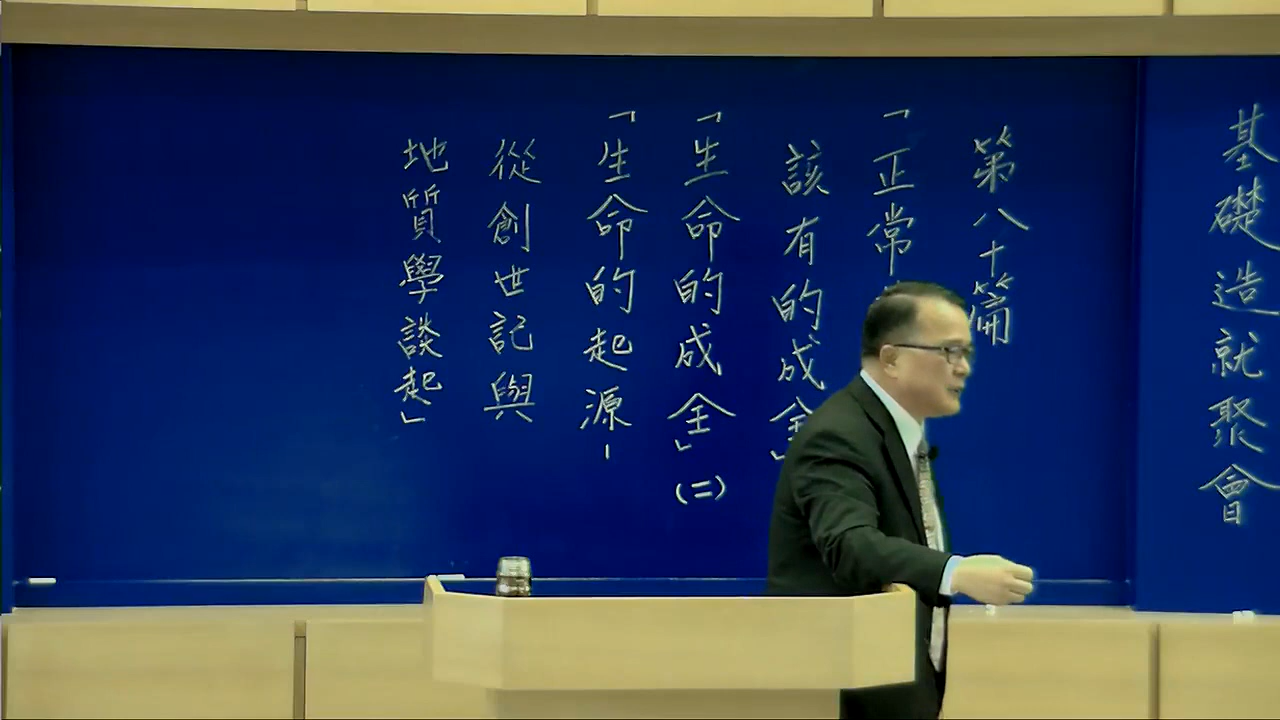 基礎造就聚會
第八十篇
「正常
該有的成全」
「生命的成全」(二)
「生命的起源-
從創世記與
地質學談起」